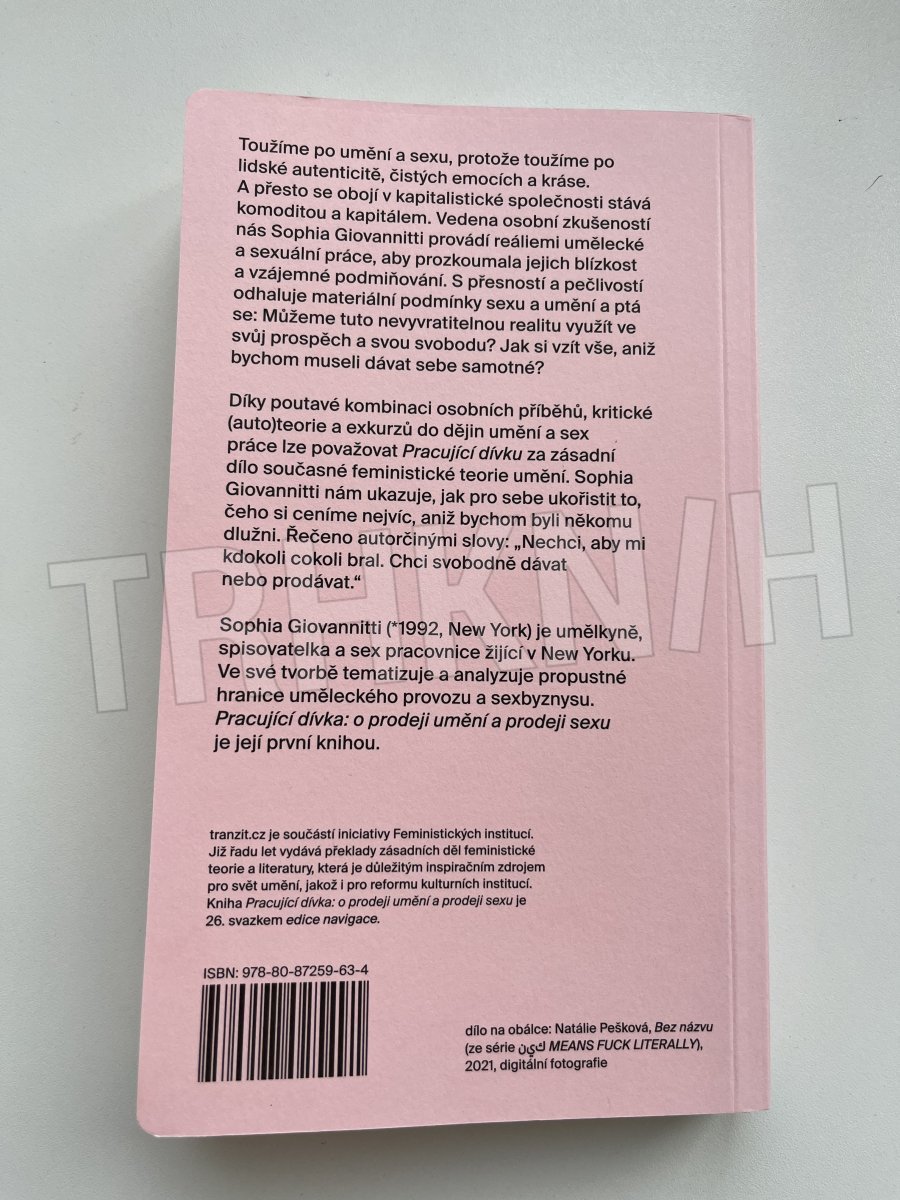 Toužíme po umění a sexu, protože toužíme po
lidské autenticitě, čistých emocích a kráse.
A přesto se obojí v kapitalistické společnosti stává
komoditou a kapitálem. Vedena osobní zkušeností
nás Sophia Giovannitti provádí reáliemi umělecké
a sexuální práce, aby prozkoumala jejich blízkost
a vzájemné podmiňování. S přesností a pečlivostí
odhaluje materiální podmínky sexu a umění a ptá
se: Můžeme tuto nevyvratitelnou realitu využít ve
svůj prospěch a svou svobodu? Jak si vzít vše, aniž
bychom museli dávat sebe samotné?
Díky poutavé kombinaci osobních příběhů, kritické
(auto)teorie a exkurzů do dějin umění a sex
práce lze považovat Pracující dívku za zásadní
dílo současné feministické teorie umění. Sophia
Giovannitti nám ukazuje, jak pro sebe ukořistit to,
čeho si ceníme nejvíc, aniž bychom byli někomu
dlužni. Řečeno autorčinými slovy: „Nechci, aby mi
kdokoli cokoli bral. Chci svobodně dávat
nebo prodávat.“
TRHKNIH
Sophia Giovannitti (*1992, New York) je umělkyně,
spisovatelka a sex pracovnice žijící v New Yorku.
Ve své tvorbě tematizuje a analyzuje propustné
hranice uměleckého provozu a sexbyznysu.
Pracující dívka: o prodeji umění a prodeji sexu
je její první knihou.
tranzit.cz je součástí iniciativy Feministických institucí.
Již řadu let vydává překlady zásadních děl feministické
teorie a literatury, která je důležitým inspiračním zdrojem
pro svět umění, jakož i pro reformu kulturních institucí.
Kniha Pracující dívka: o prodeji umění a prodeji sexu je
26. svazkem edice navigace.
ISBN: 978-80-87259-63-4
dílo na obálce: Natálie Pešková, Bez názvu
(ze série كين MEANS FUCK LITERALLY),
2021, digitální fotografie